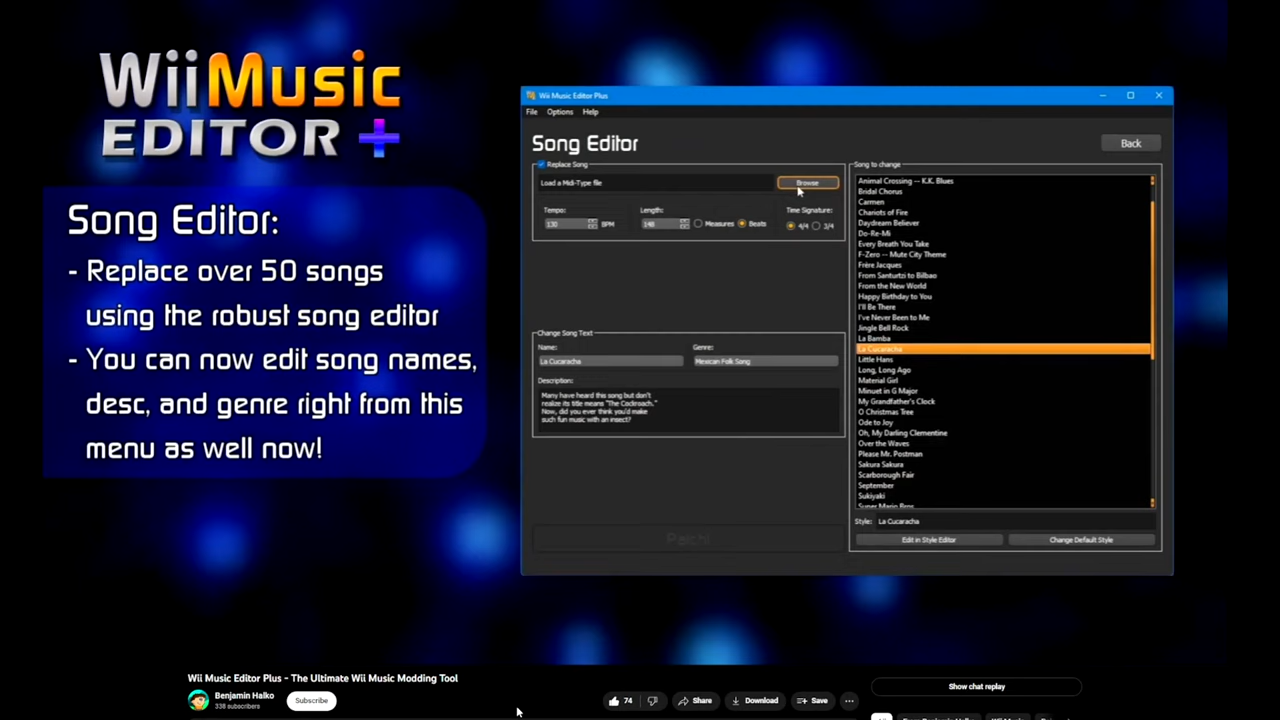 WiiMusic
EDITOR +
Song Editor:
- Replace over 50 songs
using the robust song editor
- You can now edit song names,
desc, and genre right from this
menu as well now!
Wii Music Editor Plus
File Options Help
Song Editor
Back
Replace Song
Load a Midi-Type file
Browse
Tempo:
Length:
Time Signature:
130
BPM
148
Measures
Beats
4/4
3/4
Change Song Text
Name:
Genre:
La Cucaracha
Mexican Folk Song
Description:
Many have heard this song but don't
realize its title means "The Cockroach."
Now, did you ever think you'd make
such fun music with an insect?
Patch!
Song to change
Animal Crossing -- K.K. Blues
Bridal Chorus
Carmen
Chariots of Fire
Daydream Believer
Do-Re-Mi
Every Breath You Take
F-Zero -- Mute City Theme
Frère Jacques
From Santurtzi to Bilbao
From the New World
Happy Birthday to You
I'll Be There
I've Never Been to Me
Jingle Bell Rock
La Bamba
La Cucaracha
Little Hans
Long, Long Ago
Material Girl
Minuet in G Major
My Grandfather's Clock
O Christmas Tree
Ode to Joy
Oh, My Darling Clementine
Over the Waves
Please Mr. Postman
Sakura Sakura
Scarborough Fair
September
Sukiyaki
Super Mario Bros
Style: La Cucaracha
Edit in Style Editor
Change Default Style
Wii Music Editor Plus - The Ultimate Wii Music Modding Tool
Benjamin Halko
338 subscribers
Subscribe
74
Share
Download
Save
Show chat replay